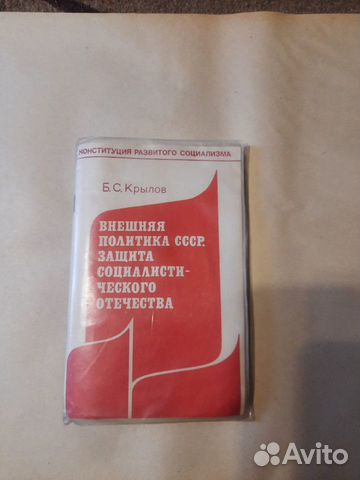 КОНСТИТУЦИЯ РАЗВИТОГО СОЦИАЛИЗМА
Б.С.Крылов
ВНЕШНЯЯ
ПОЛИТИКА СССР.
ЗАЩИТА
СОЦИАЛИСТИ-
ЧЕСКОГО
ОТЕЧЕСТВА
Avito